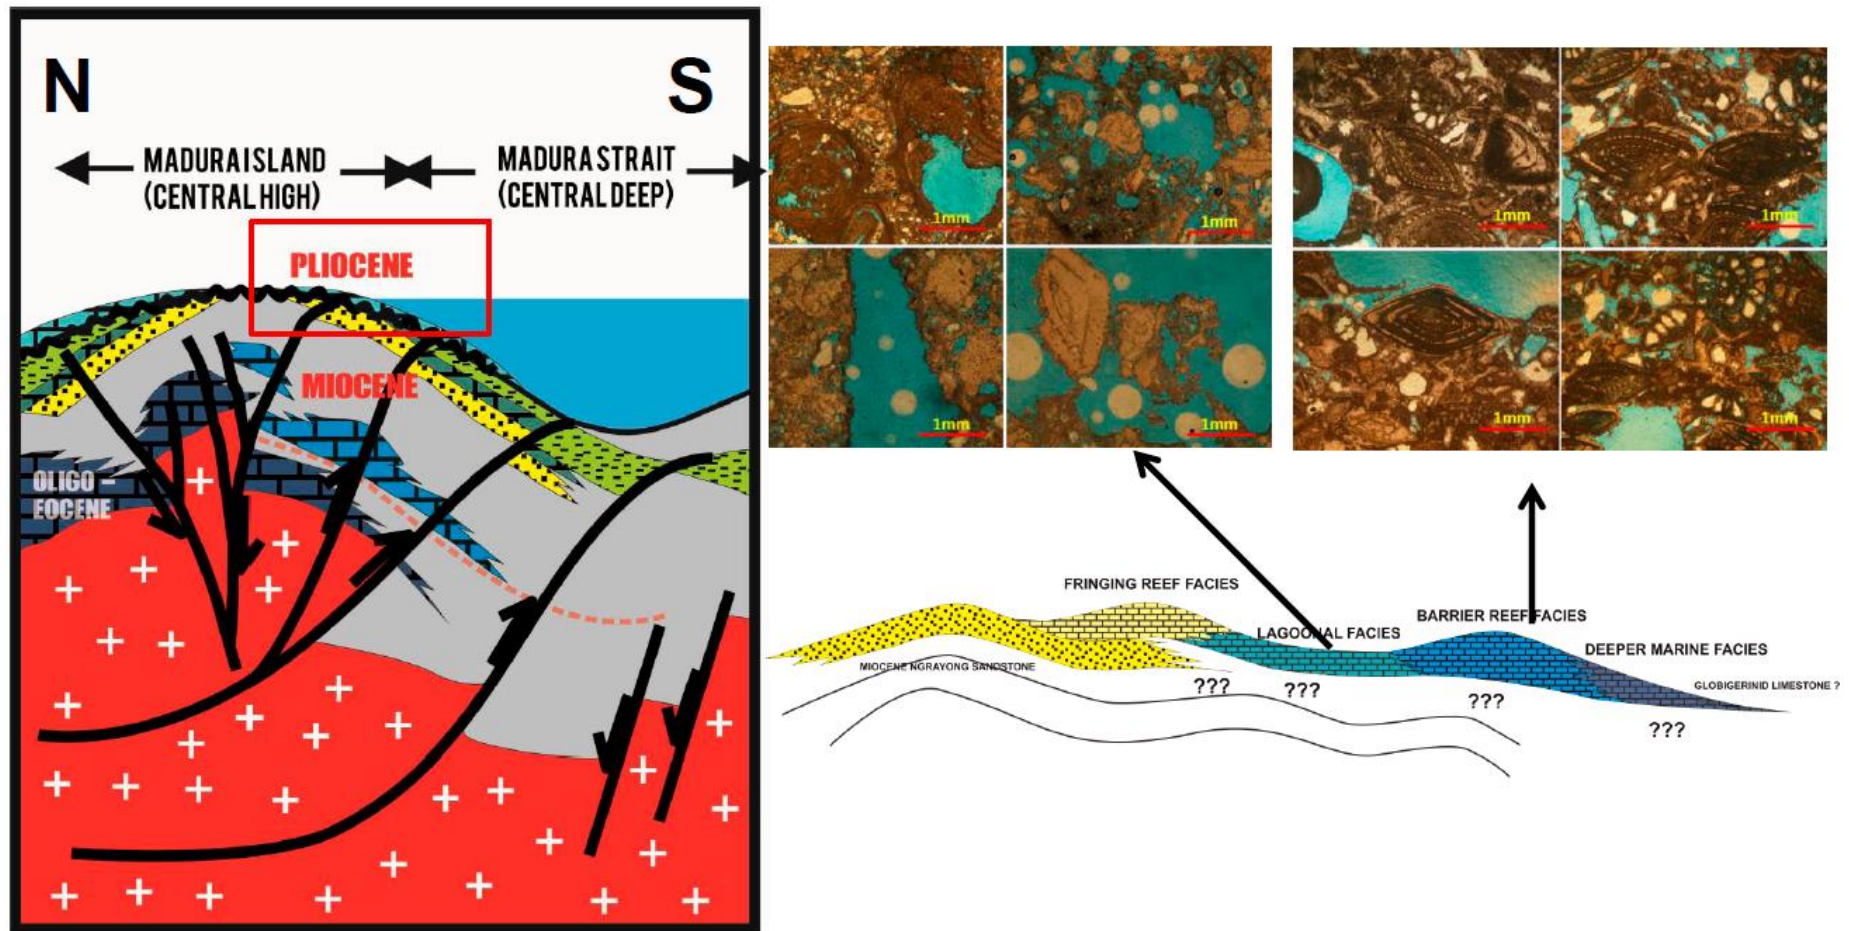 N
S
MADURA ISLAND
(CENTRAL HIGH)
MADURA STRAIT
(CENTRAL DEEP)
PLIOCENE
MIOCENE
OLIGO –
EOCENE
1mm
1mm
1mm
1mm
1mm
1mm
1mm
1mm
FRINGING REEF FACIES
LAGOONAL FACIES
BARRIER REEF FACIES
DEEPER MARINE FACIES
MIOCENE NGRAYONG SANDSTONE
GLOBIGERINID LIMESTONE ?
???
???
???
???